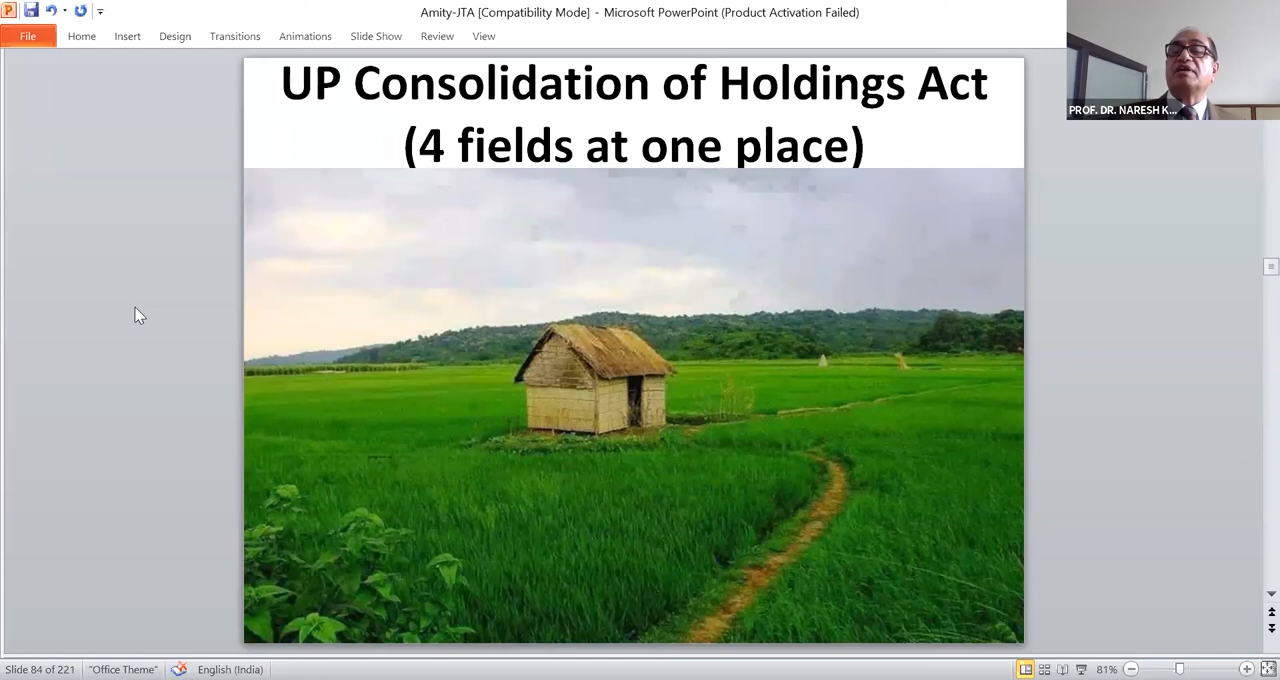 Amity-JTA [Compatibility Mode] - Microsoft PowerPoint (Product Activation Failed)
File Home Insert Design Transitions Animations Slide Show Review View
PROF. DR. NARESH K...
UP Consolidation of Holdings Act
(4 fields at one place)
Slide 84 of 221 "Office Theme" English (India) 81%